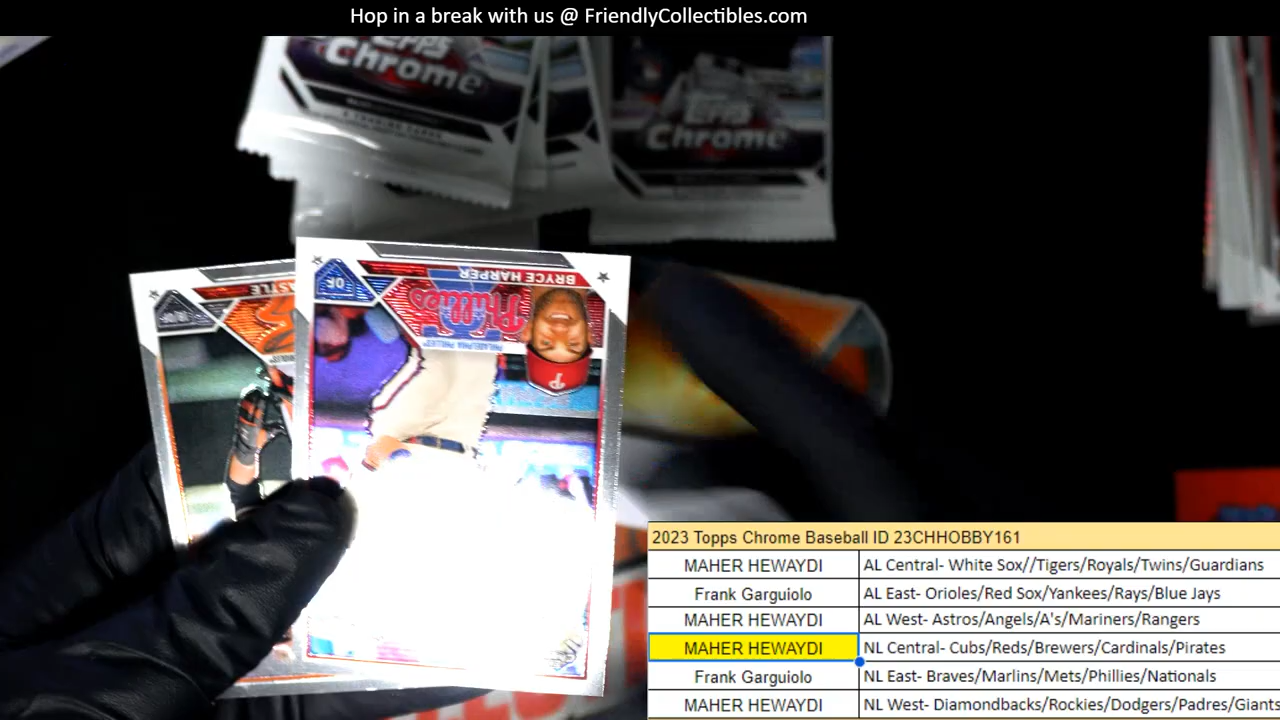 Hop in a break with us @ FriendlyCollectibles.com
Chrome
Chrome
BRYCE HARPER
OF
Phillies
PHILADELPHIA PHILLIES
P
2023 Topps Chrome Baseball ID 23CHHOBBY161
MAHER HEWAYDI AL Central- White Sox//Tigers/Royals/Twins/Guardians
Frank Garguiolo AL East- Orioles/Red Sox/Yankees/Rays/Blue Jays
MAHER HEWAYDI AL West- Astros/Angels/A's/Mariners/Rangers
MAHER HEWAYDI NL Central- Cubs/Reds/Brewers/Cardinals/Pirates
Frank Garguiolo NL East- Braves/Marlins/Mets/Phillies/Nationals
MAHER HEWAYDI NL West- Diamondbacks/Rockies/Dodgers/Padres/Giants